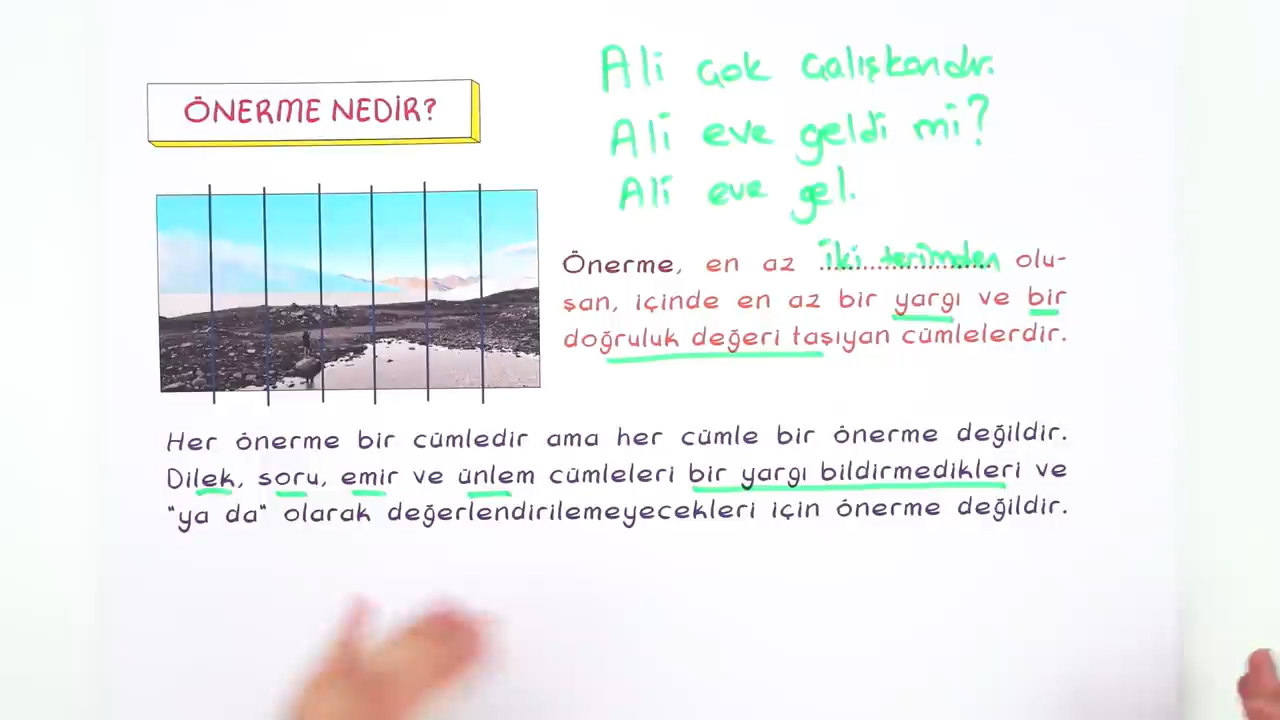 Ali çok çalışkandır.
ÖNERME NEDİR?
Ali eve geldi mi?
Ali eve gel.
Önerme, en az iki terimden olu-
şan, içinde en az bir yargı ve bir
doğruluk değeri taşıyan cümlelerdir.
Her önerme bir cümledir ama her cümle bir önerme değildir.
Dilek, soru, emir ve ünlem cümleleri bir yargı bildirmedikleri ve
"ya da" olarak değerlendirilemeyecekleri için önerme değildir.